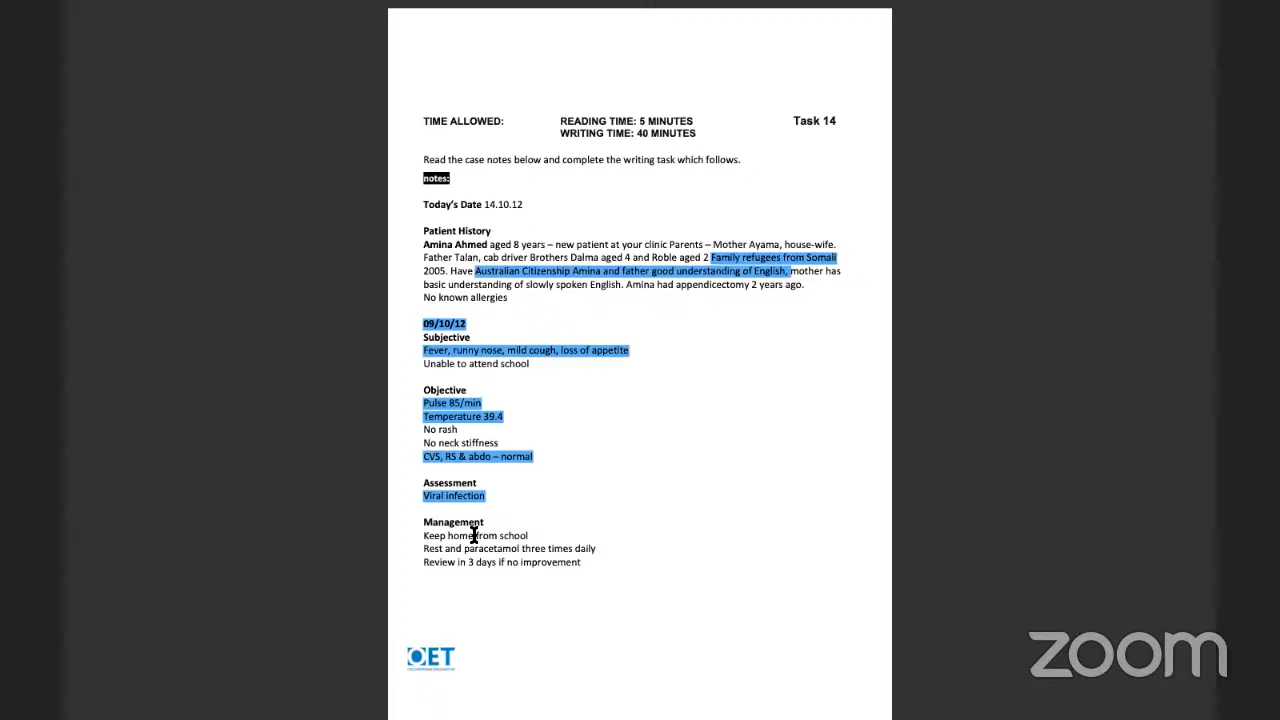 TIME ALLOWED: READING TIME: 5 MINUTES Task 14
WRITING TIME: 40 MINUTES
Read the case notes below and complete the writing task which follows.
notes:
Today's Date 14.10.12
Patient History
Amina Ahmed aged 8 years – new patient at your clinic Parents – Mother Ayama, house-wife.
Father Talan, cab driver Brothers Dalma aged 4 and Roble aged 2 Family refugees from Somali
2005. Have Australian Citizenship Amina and father good understanding of English, mother has
basic understanding of slowly spoken English. Amina had appendicectomy 2 years ago.
No known allergies
09/10/12
Subjective
Fever, runny nose, mild cough, loss of appetite
Unable to attend school
Objective
Pulse 85/min
Temperature 39.4
No rash
No neck stiffness
CVS, RS & abdo – normal
Assessment
Viral infection
Management
Keep home from school
Rest and paracetamol three times daily
Review in 3 days if no improvement
OET
zoom